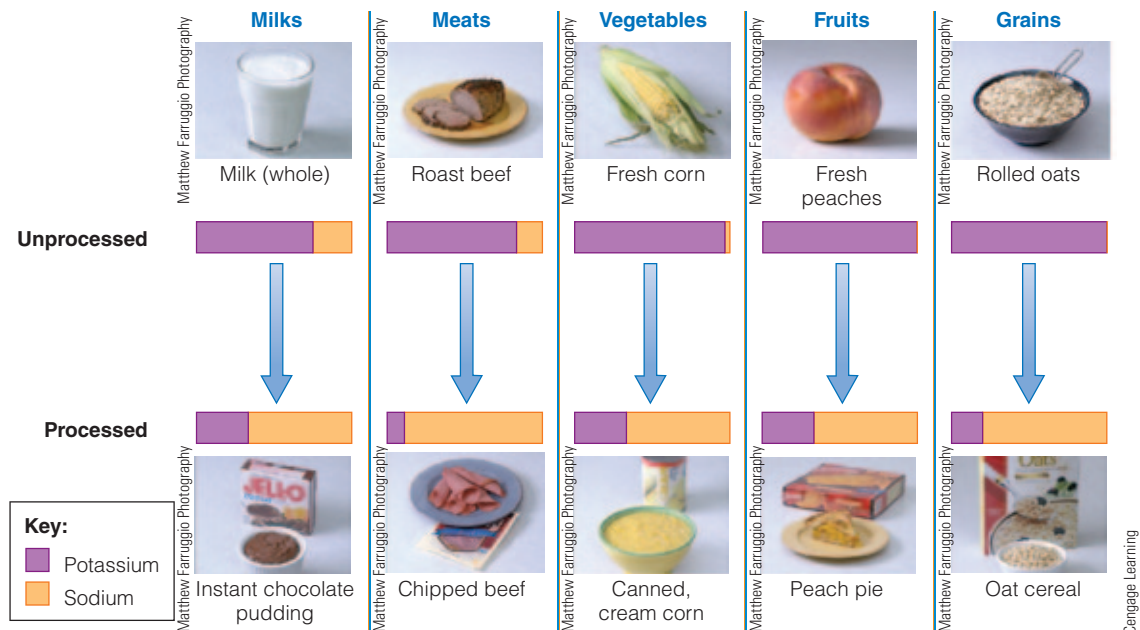 Milks
Meats
Vegetables
Fruits
Grains
Matthew Farruggio Photography
Matthew Farruggio Photography
Matthew Farruggio Photography
Matthew Farruggio Photography
Matthew Farruggio Photography
Milk (whole)
Roast beef
Fresh corn
Fresh
peaches
Rolled oats
Unprocessed
Processed
Matthew Farruggio Photography
Matthew Farruggio Photography
Matthew Farruggio Photography
Matthew Farruggio Photography
Matthew Farruggio Photography
JELL-O
Oats
Instant chocolate
pudding
Chipped beef
Canned,
cream corn
Peach pie
Oat cereal
Key:
Potassium
Sodium
Cengage Learning